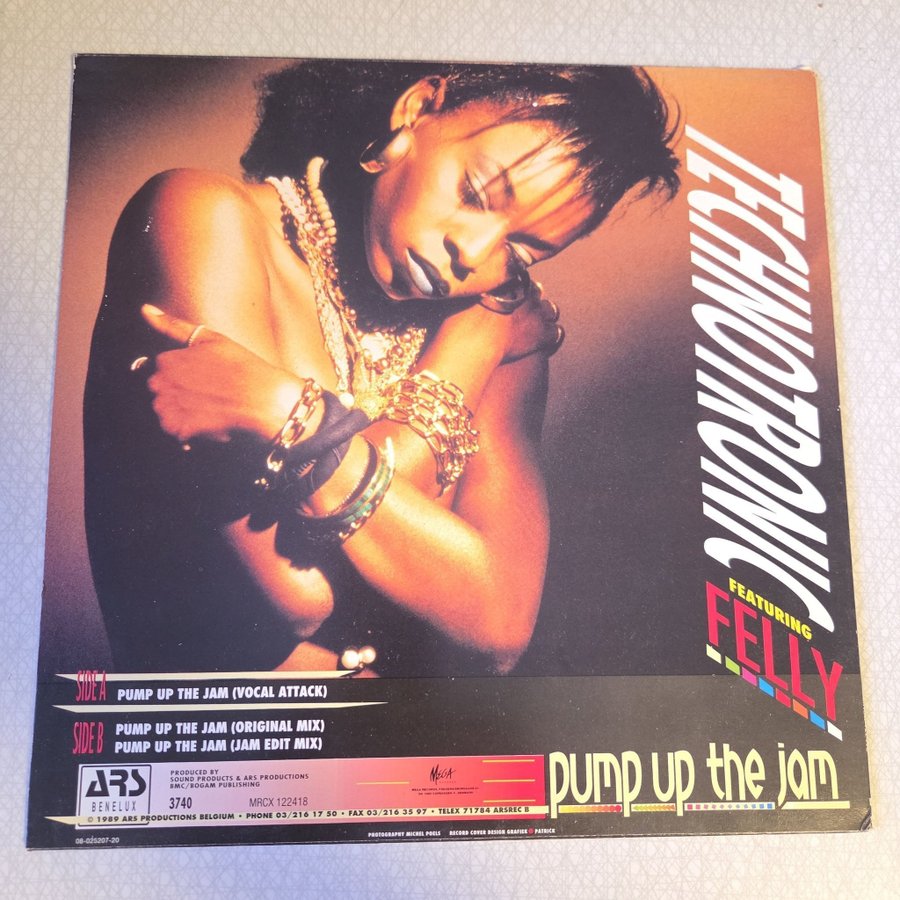 TECHNOTRONIC
FEATURING
FELLY
SIDE A PUMP UP THE JAM (VOCAL ATTACK)
SIDE B PUMP UP THE JAM (ORIGINAL MIX)
PUMP UP THE JAM (JAM EDIT MIX)
pump up the jam
ARS
BENELUX
PRODUCED BY
SOUND PRODUCTS & ARS PRODUCTIONS
BMC/BOGAM PUBLISHING
3740 MRCX 122418
MEGA
© 1989 ARS PRODUCTIONS BELGIUM • PHONE 03/216 17 50 • FAX 03/216 35 97 • TELEX 71784 ARSREC B
PHOTOGRAPHY MICHEL POELS RECORD COVER DESIGN GRAFIEK PATRICK
08-025207-20